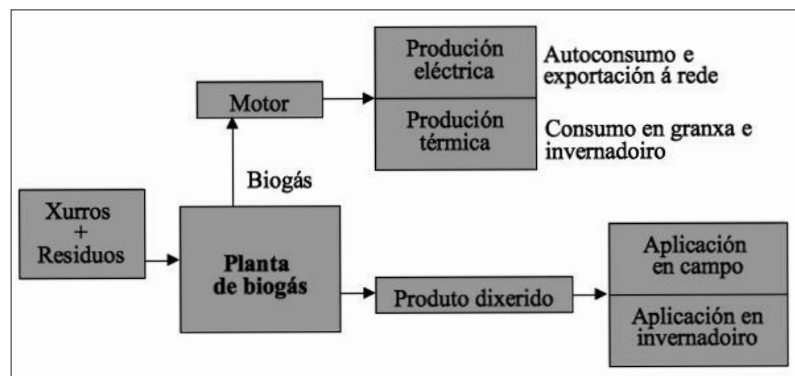 Produción
eléctrica
Autoconsumo e
exportación á rede
Motor
Produción
térmica
Consumo en granxa e
invernadoiro
Biogás
Xurros
+
Residuos
Planta
de biogás
Produto dixerido
Aplicación
en campo
Aplicación en
invernadoiro